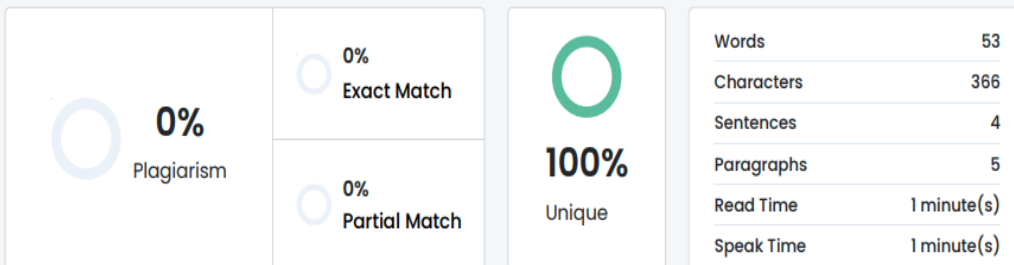 0%
Plagiarism
0%
Exact Match
0%
Partial Match
100%
Unique
Words 53
Characters 366
Sentences 4
Paragraphs 5
Read Time 1 minute(s)
Speak Time 1 minute(s)